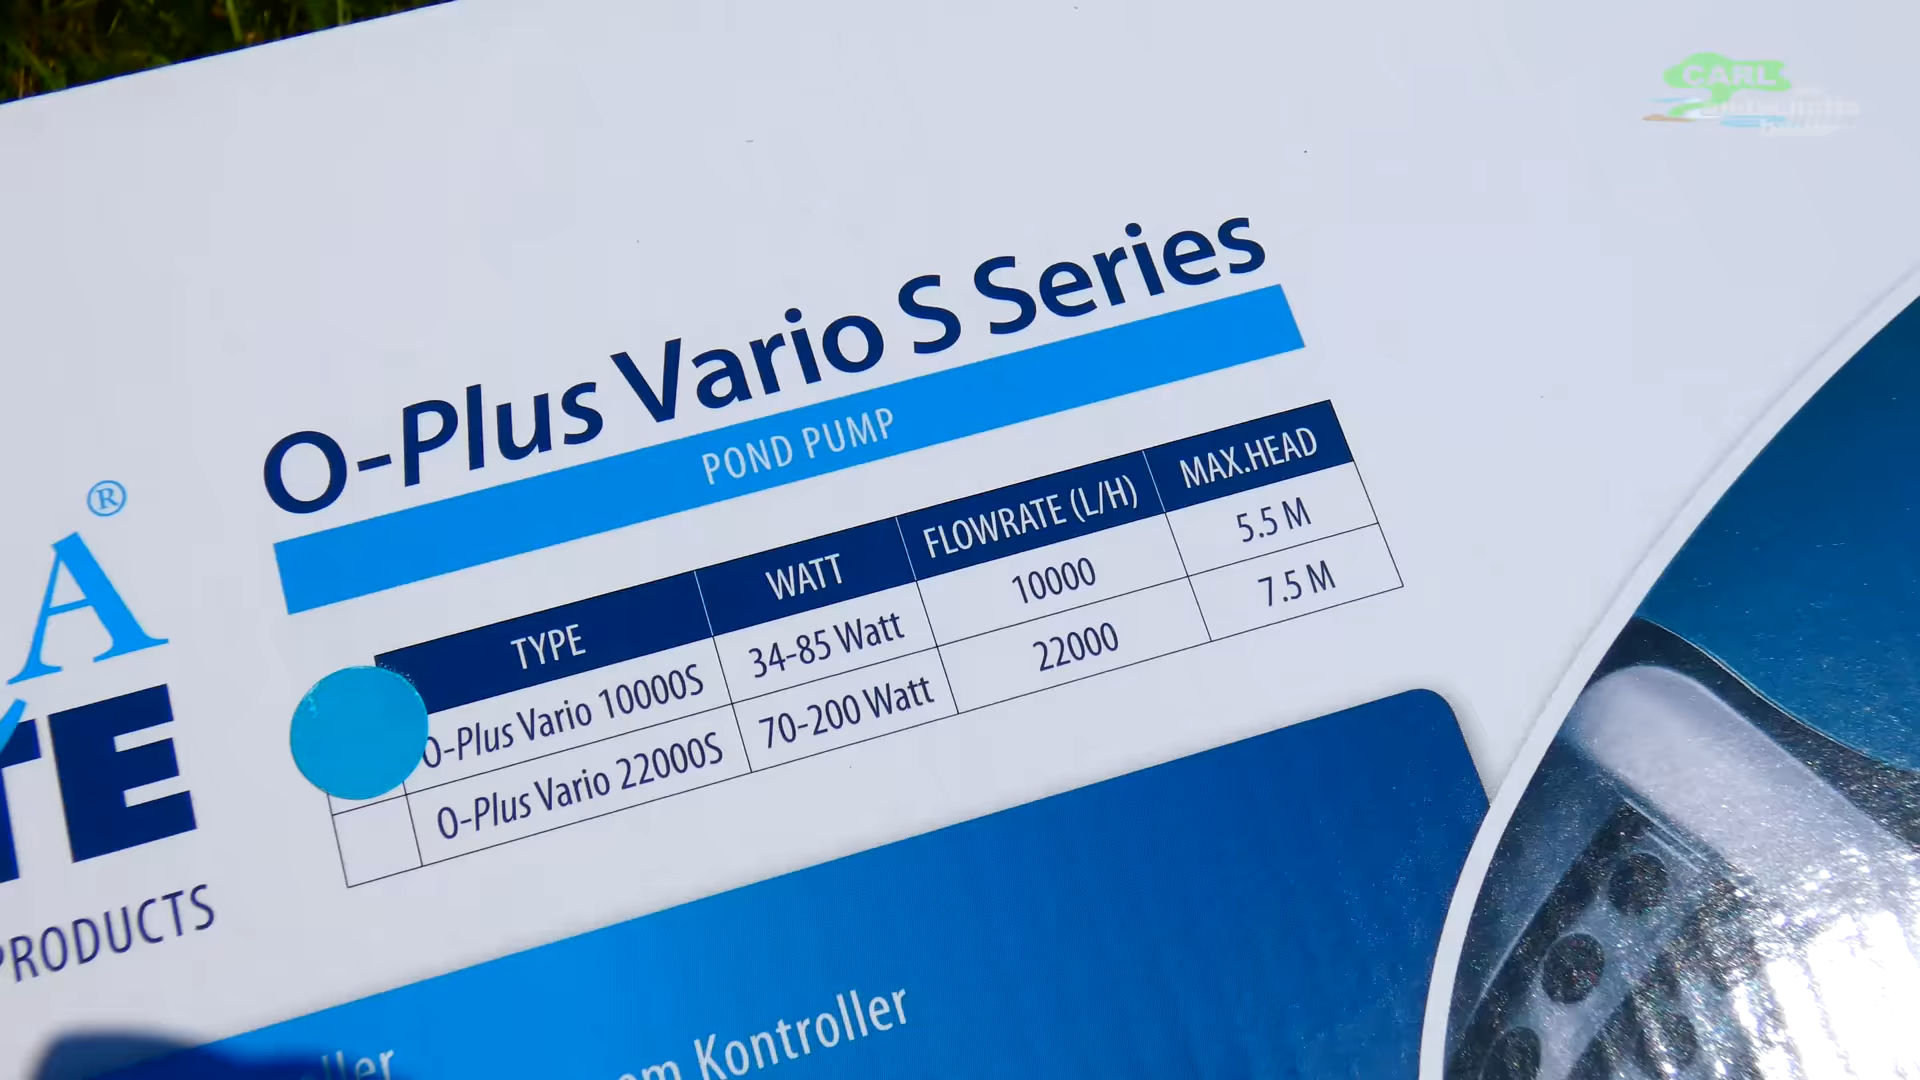 CARL
O-Plus Vario S Series
POND PUMP
®
A
TE
PRODUCTS
TYPE WATT FLOWRATE (L/H) MAX.HEAD
O-Plus Vario 10000S 34-85 Watt 10000 5.5 M
O-Plus Vario 22000S 70-200 Watt 22000 7.5 M
Kontroller